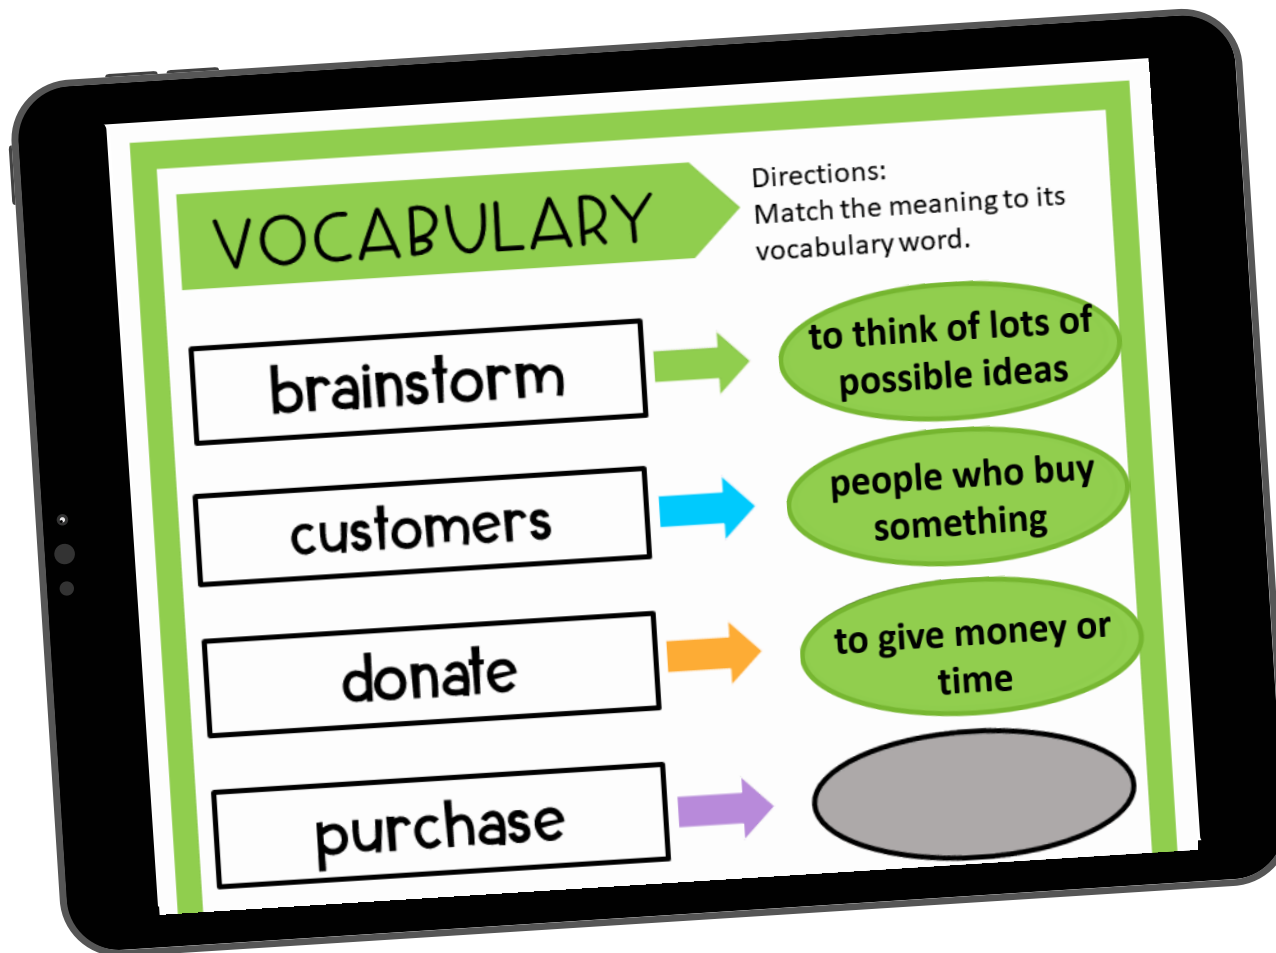 VOCABULARY
Directions:
Match the meaning to its
vocabulary word.
brainstorm
to think of lots of
possible ideas
customers
people who buy
something
donate
to give money or
time
purchase